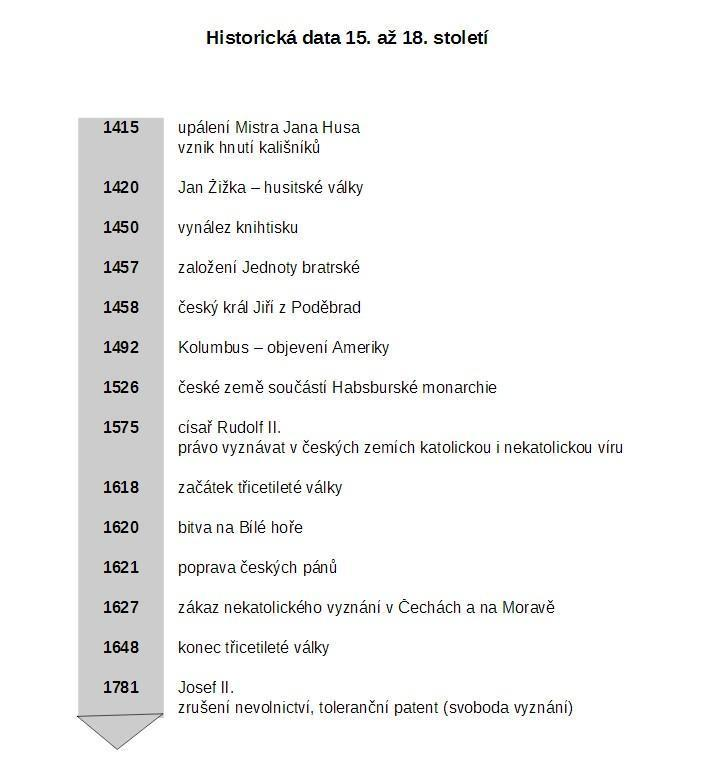 Historická data 15. až 18. století
1415 upálení Mistra Jana Husa
vznik hnutí kališníků
1420 Jan Žižka – husitské války
1450 vynález knihtisku
1457 založení Jednoty bratrské
1458 český král Jiří z Poděbrad
1492 Kolumbus – objevení Ameriky
1526 české země součástí Habsburské monarchie
1575 císař Rudolf II.
právo vyznávat v českých zemích katolickou i nekatolickou víru
1618 začátek třicetileté války
1620 bitva na Bílé hoře
1621 poprava českých pánů
1627 zákaz nekatolického vyznání v Čechách a na Moravě
1648 konec třicetileté války
1781 Josef II.
zrušení nevolnictví, toleranční patent (svoboda vyznání)